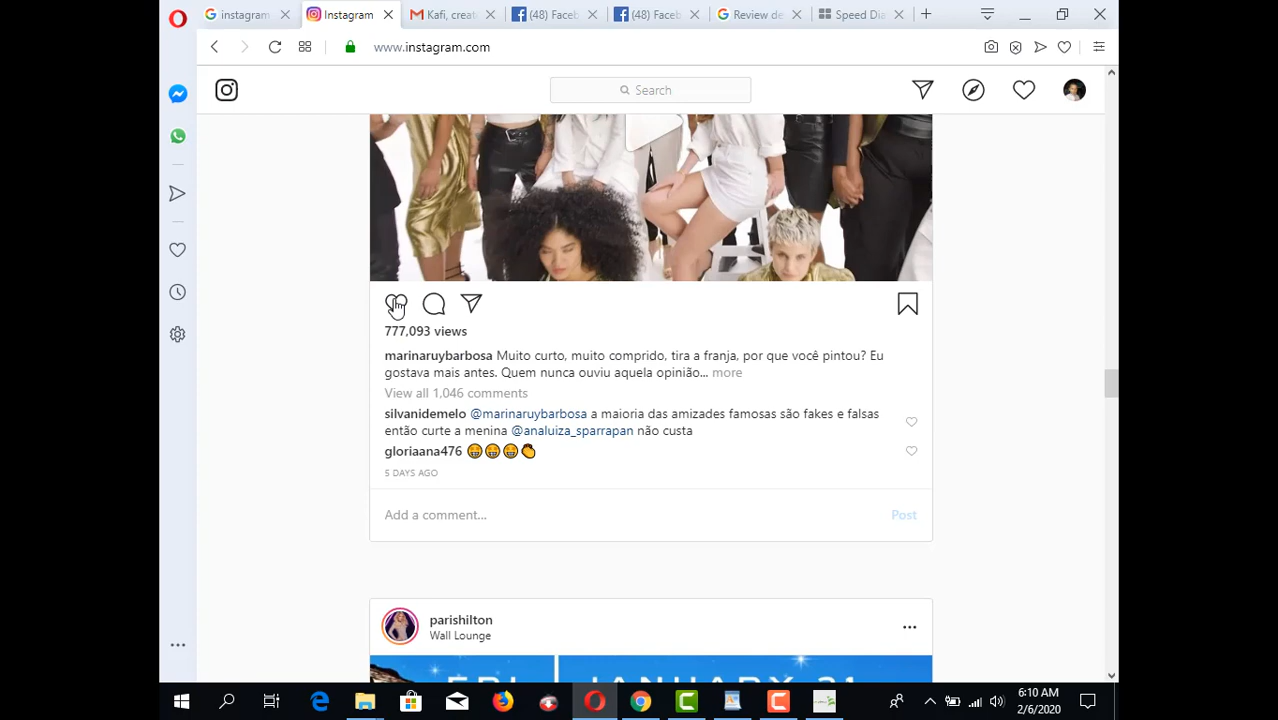 instagram
Instagram
Kafi, creat
(48) Faceb
(48) Faceb
Review de
Speed Dia
www.instagram.com
Search
777,093 views
marinaruybarbosa Muito curto, muito comprido, tira a franja, por que você pintou? Eu
gostava mais antes. Quem nunca ouviu aquela opinião... more
View all 1,046 comments
silvanidemelo @marinaruybarbosa a maioria das amizades famosas são fakes e falsas
então curte a menina @analuiza_sparrapan não custa
gloriaana476 😁😁😁👏
5 DAYS AGO
Add a comment...
Post
parishilton
Wall Lounge
FRI JANUARY 31
6:10 AM
2/6/2020